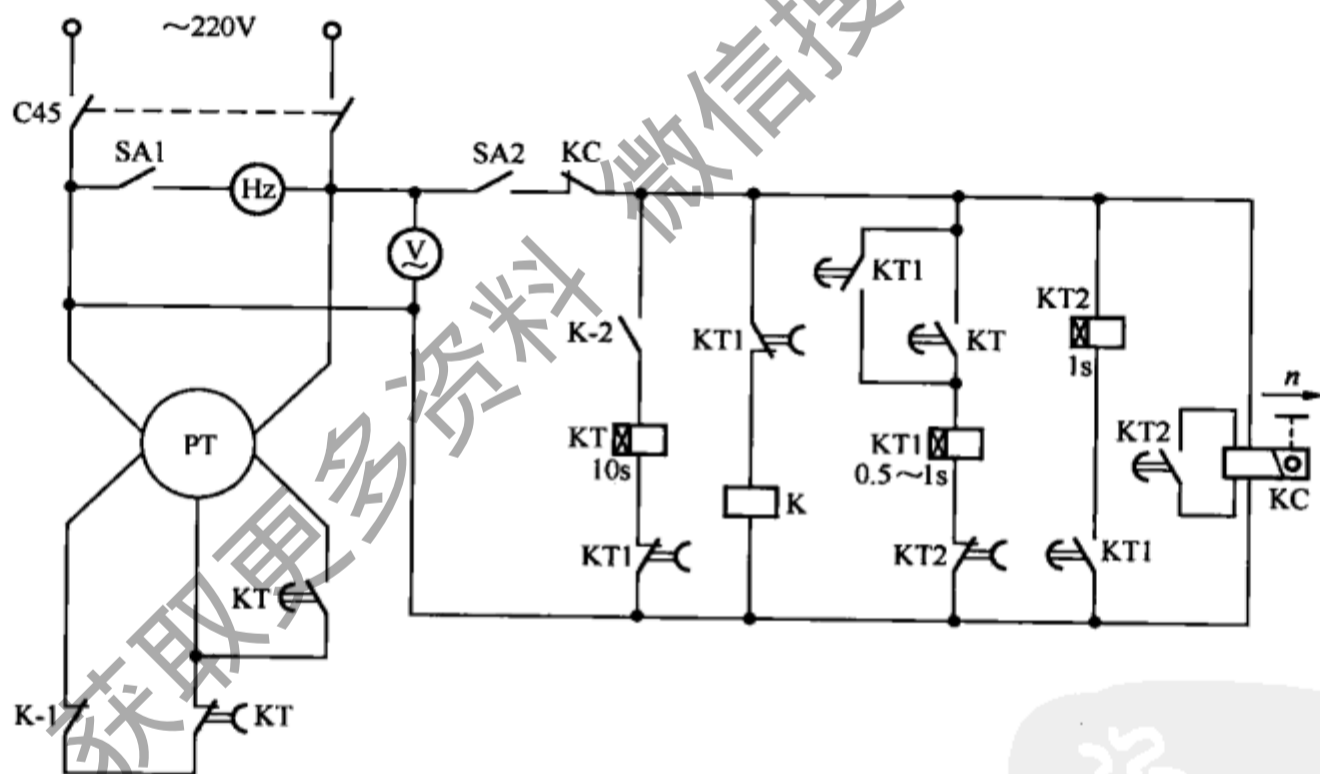 ~220V
C45
SA1
Hz
SA2
KC
V
~
KT1
K-2
KT1
KT
KT2
1s
n
PT
KT
10s
KT1
0.5~1s
K
KT2
KC
KT1
KT2
KT1
KT
K-1
KT
获取更多资料 微信搜